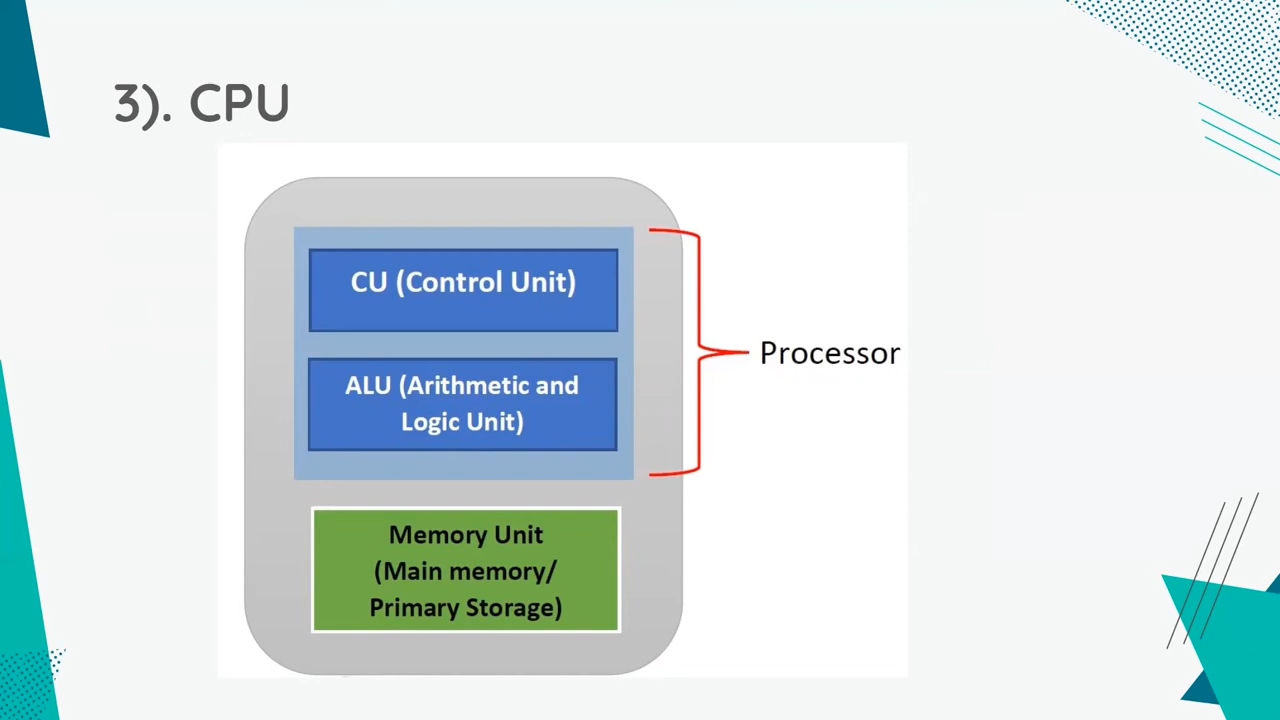 3). CPU
CU (Control Unit)
ALU (Arithmetic and
Logic Unit)
Processor
Memory Unit
(Main memory/
Primary Storage)